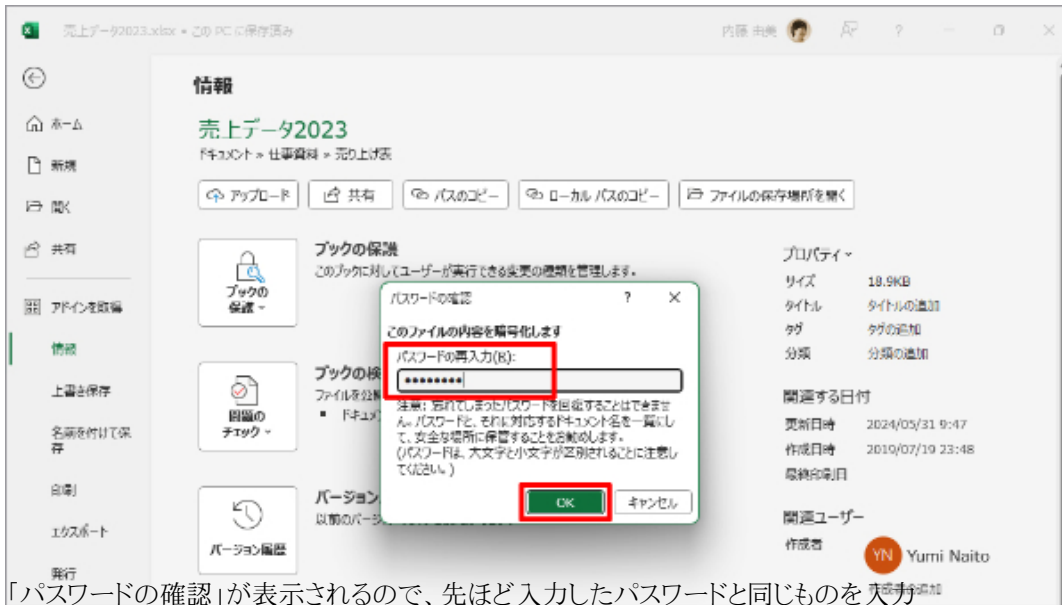 売上データ2023.xlsx • この PC に保存済み
内藤 由美
?
情報
ホーム
新規
開く
共有
アドインを取得
情報
上書き保存
名前を付けて保
存
印刷
エクスポート
発行
売上データ2023
ドキュメント » 仕事資料 » 売り上げ表
アップロード
共有
パスのコピー
ローカル パスのコピー
ファイルの保存場所を開く
ブックの
保護
ブックの保護
このブックに対してユーザーが実行できる変更の種類を管理します。
問題の
チェック
ブックの検
ファイルを公開
ドキュメン
バージョン履歴
バージョン
以前のバージ
パスワードの確認
?
このファイルの内容を暗号化します
パスワードの再入力(R):
••••••••
注意: 忘れてしまったパスワードを回復することはできませ
ん。パスワードと、それに対応するドキュメント名を一覧にし
て、安全な場所に保管することをお勧めします。
(パスワードは、大文字と小文字が区別されることに注意し
てください。)
OK
キャンセル
プロパティ
サイズ 18.9KB
タイトル タイトルの追加
タグ タグの追加
分類 分類の追加
関連する日付
更新日時 2024/05/31 9:47
作成日時 2019/07/19 23:48
最終印刷日
関連ユーザー
作成者
YN Yumi Naito
「パスワードの確認」が表示されるので、先ほど入力したパスワードと同じものを入力